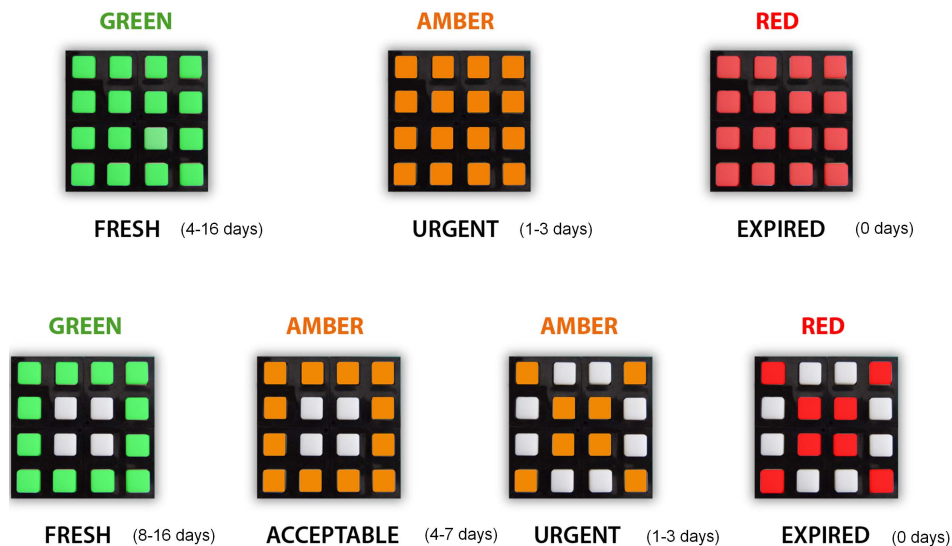 GREEN AMBER RED
FRESH (4-16 days) URGENT (1-3 days) EXPIRED (0 days)
GREEN AMBER AMBER RED
FRESH (8-16 days) ACCEPTABLE (4-7 days) URGENT (1-3 days) EXPIRED (0 days)